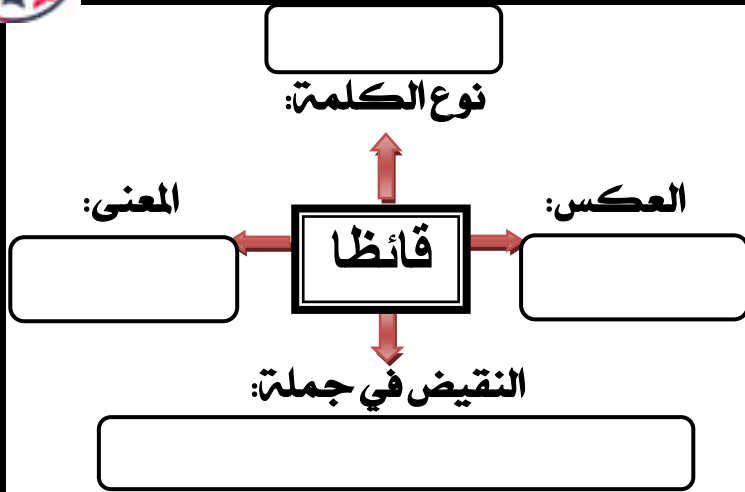 نوع الكلمة:
العكس:
المعنى:
قائظا
النقيض في جملة: